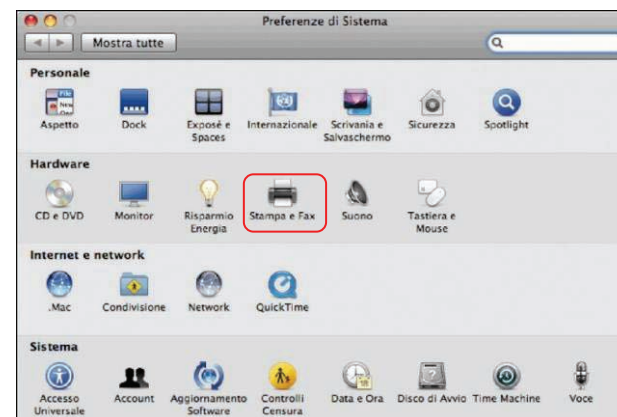 Preferenze di Sistema
Mostra tutte
Personale
Aspetto
Dock
Exposé e Spaces
Internazionale
Scrivania e Salvaschermo
Sicurezza
Spotlight
Hardware
CD e DVD
Monitor
Risparmio Energia
Stampa e Fax
Suono
Tastiera e Mouse
Internet e network
.Mac
Condivisione
Network
QuickTime
Sistema
Accesso Universale
Account
Aggiornamento Software
Controlli Censura
Data e Ora
Disco di Avvio
Time Machine
Voce